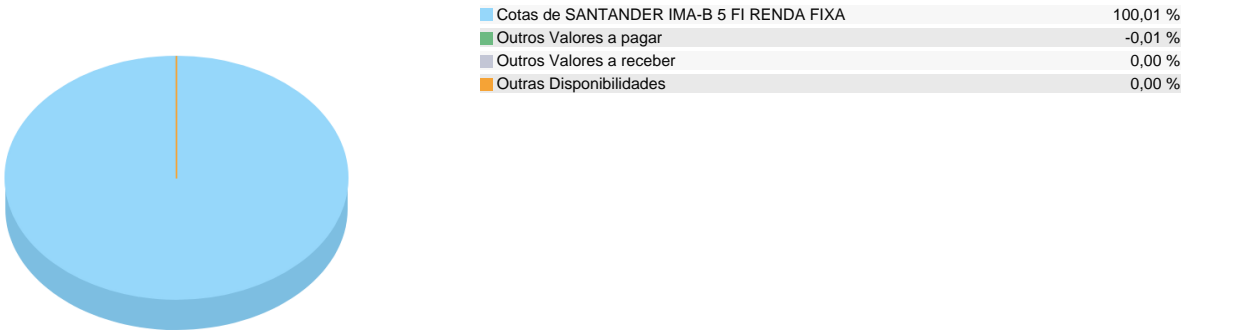 Cotas de SANTANDER IMA-B 5 FI RENDA FIXA 100,01 %
Outros Valores a pagar -0,01 %
Outros Valores a receber 0,00 %
Outras Disponibilidades 0,00 %